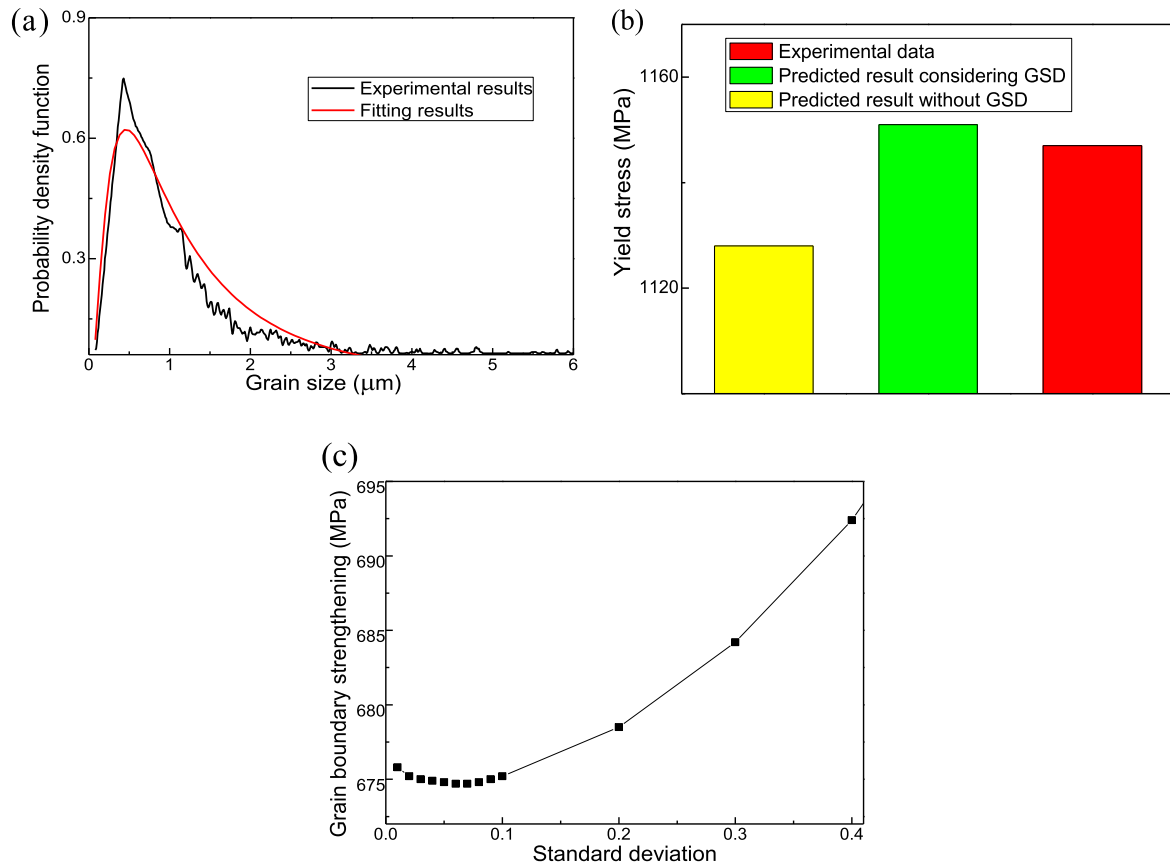 (a)
0.9
0.6
0.3
Probability density function
Experimental results
Fitting results
0 1 2 3 4 5 6
Grain size (μm)
(b)
1160
1120
Yield stress (MPa)
Experimental data
Predicted result considering GSD
Predicted result without GSD
(c)
695
690
685
680
675
Grain boundary strengthening (MPa)
0.0 0.1 0.2 0.3 0.4
Standard deviation